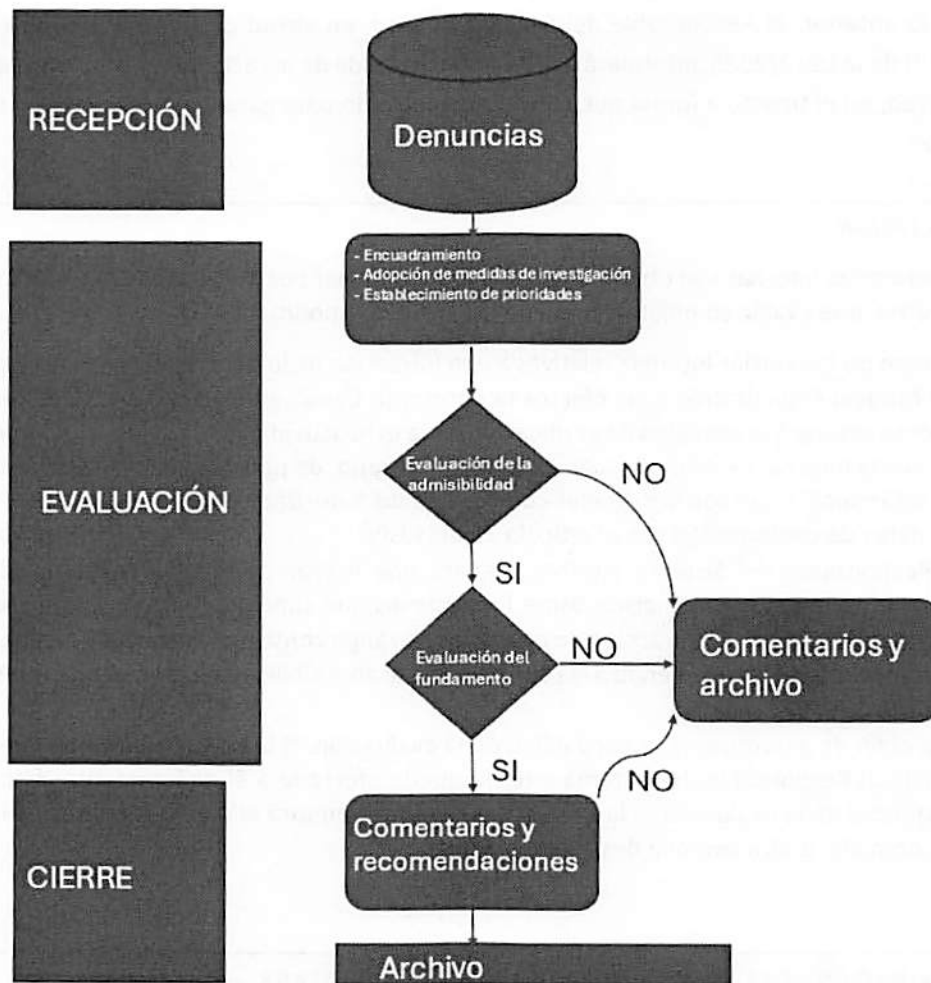 RECEPCIÓN
Denuncias
- Encuadramiento
- Adopción de medidas de investigación
- Establecimiento de prioridades
EVALUACIÓN
Evaluación de la
admisibilidad
NO
SI
Evaluación del
fundamento
NO
Comentarios y
archivo
SI
NO
CIERRE
Comentarios y
recomendaciones
Archivo